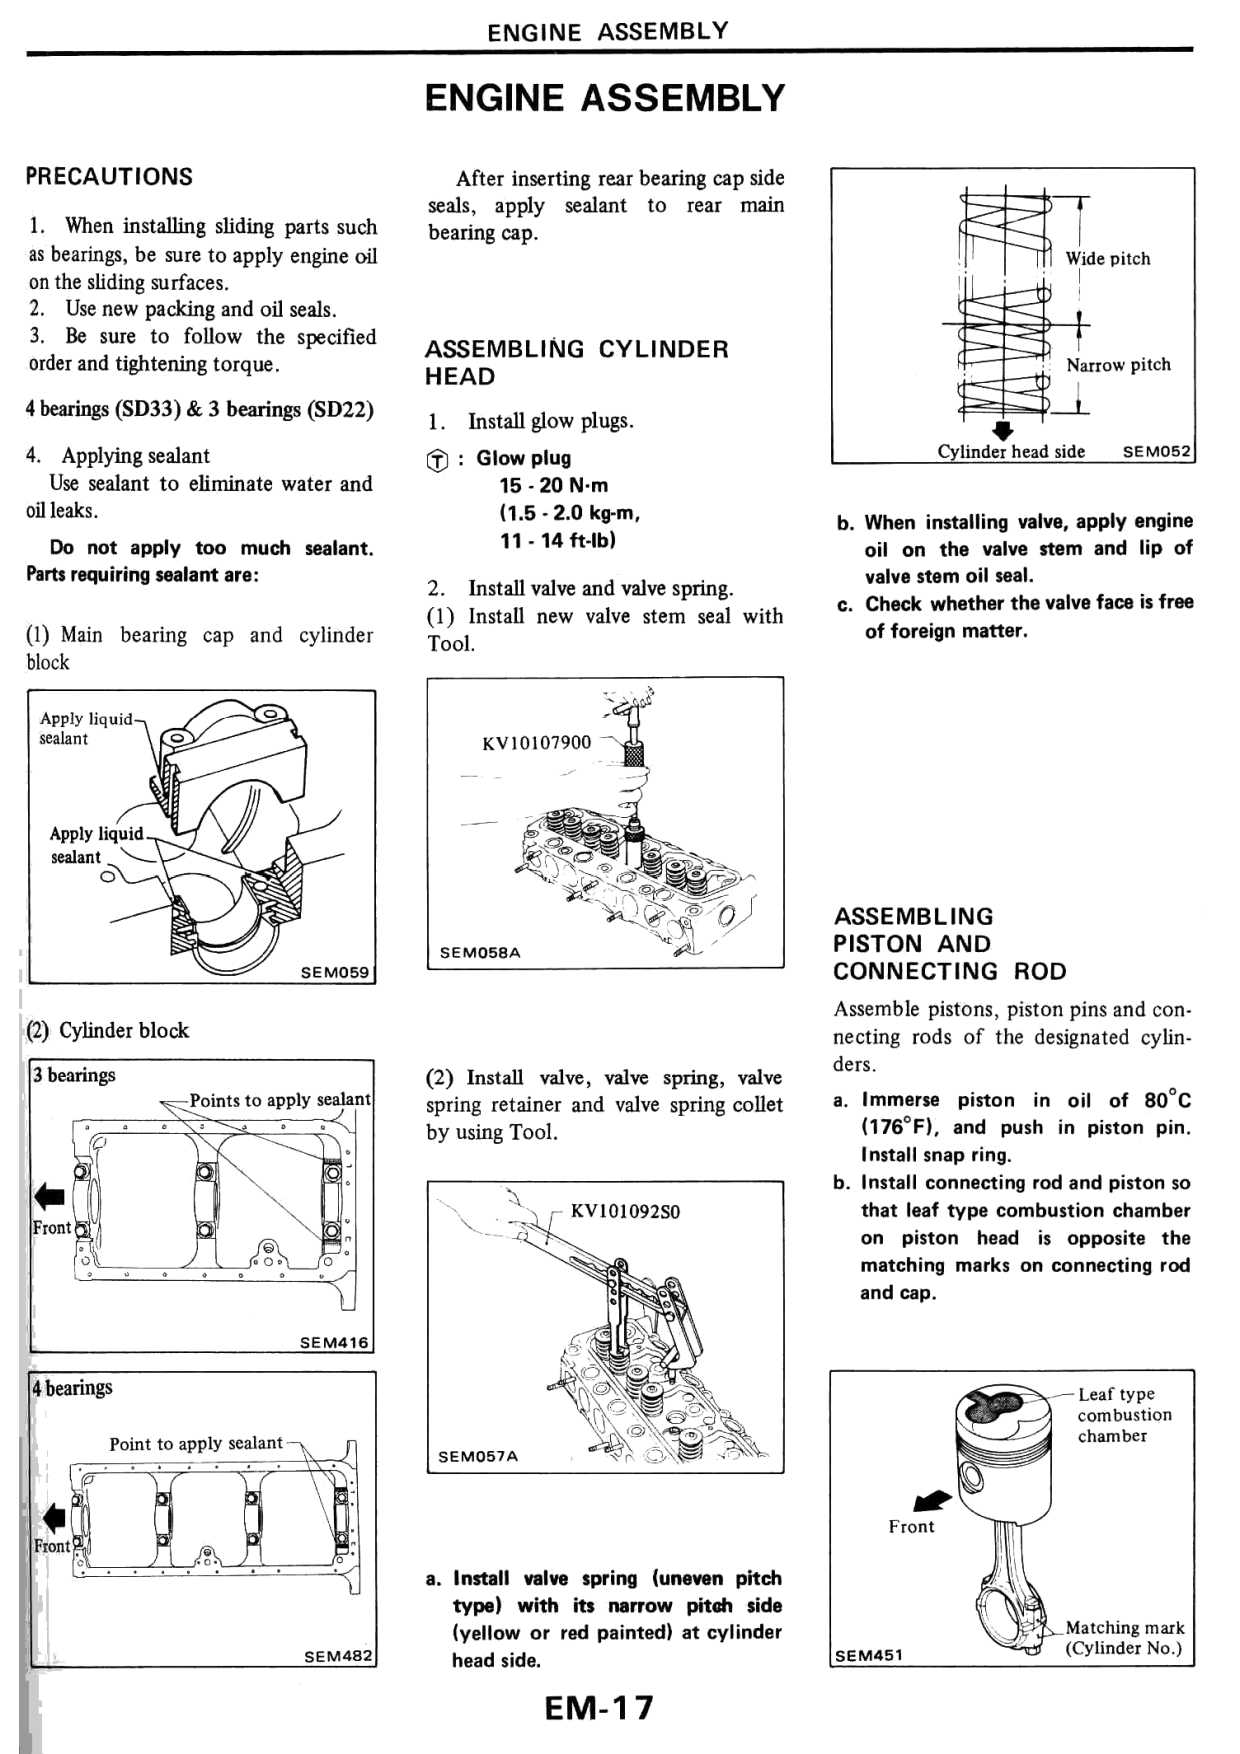 ENGINE ASSEMBLY
ENGINE ASSEMBLY
PRECAUTIONS
1. When installing sliding parts such
as bearings, be sure to apply engine oil
on the sliding surfaces.
2. Use new packing and oil seals.
3. Be sure to follow the specified
order and tightening torque.
4 bearings (SD33) & 3 bearings (SD22)
4. Applying sealant
Use sealant to eliminate water and
oil leaks.
Do not apply too much sealant.
Parts requiring sealant are:
(1) Main bearing cap and cylinder
block
Apply liquid
sealant
Apply liquid
sealant
SEM059
(2) Cylinder block
3 bearings
Points to apply sealant
Front
SEM416
4 bearings
Point to apply sealant
Front
SEM482
After inserting rear bearing cap side
seals, apply sealant to rear main
bearing cap.
ASSEMBLING CYLINDER
HEAD
1. Install glow plugs.
Ⓣ : Glow plug
15 - 20 N·m
(1.5 - 2.0 kg-m,
11 - 14 ft-lb)
2. Install valve and valve spring.
(1) Install new valve stem seal with
Tool.
KV10107900
SEM058A
(2) Install valve, valve spring, valve
spring retainer and valve spring collet
by using Tool.
KV101092S0
SEM057A
a. Install valve spring (uneven pitch
type) with its narrow pitch side
(yellow or red painted) at cylinder
head side.
Wide pitch
Narrow pitch
Cylinder head side
SEM052
b. When installing valve, apply engine
oil on the valve stem and lip of
valve stem oil seal.
c. Check whether the valve face is free
of foreign matter.
ASSEMBLING
PISTON AND
CONNECTING ROD
Assemble pistons, piston pins and con-
necting rods of the designated cylin-
ders.
a. Immerse piston in oil of 80°C
(176°F), and push in piston pin.
Install snap ring.
b. Install connecting rod and piston so
that leaf type combustion chamber
on piston head is opposite the
matching marks on connecting rod
and cap.
Leaf type
combustion
chamber
Front
Matching mark
(Cylinder No.)
SEM451
EM-17